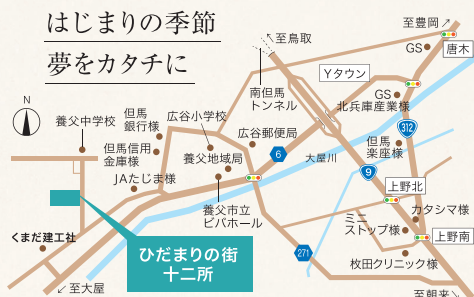 はじまりの季節
夢をカタチに
至鳥取
至豊岡
GS
唐木
Yタウン
南但馬
トンネル
GS
北兵庫産業様
N
養父中学校
但馬
銀行様
広谷小学校
広谷郵便局
312
但馬信用
金庫様
養父地域局
6
大屋川
但馬
楽座様
9
JAたじま様
上野北
養父市立
ビバホール
ミニ
ストップ様
カタシマ様
くまだ建工社
上野南
ひだまりの街
十二所
271
枚田クリニック様
至大屋
至朝来